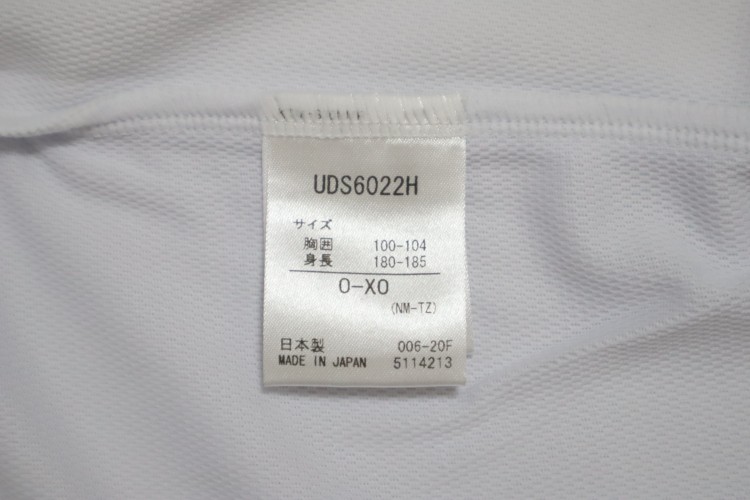 UDS6022H
サイズ
胸囲 100-104
身長 180-185
O-XO
(NM-TZ)
日本製 006-20F
MADE IN JAPAN 5114213